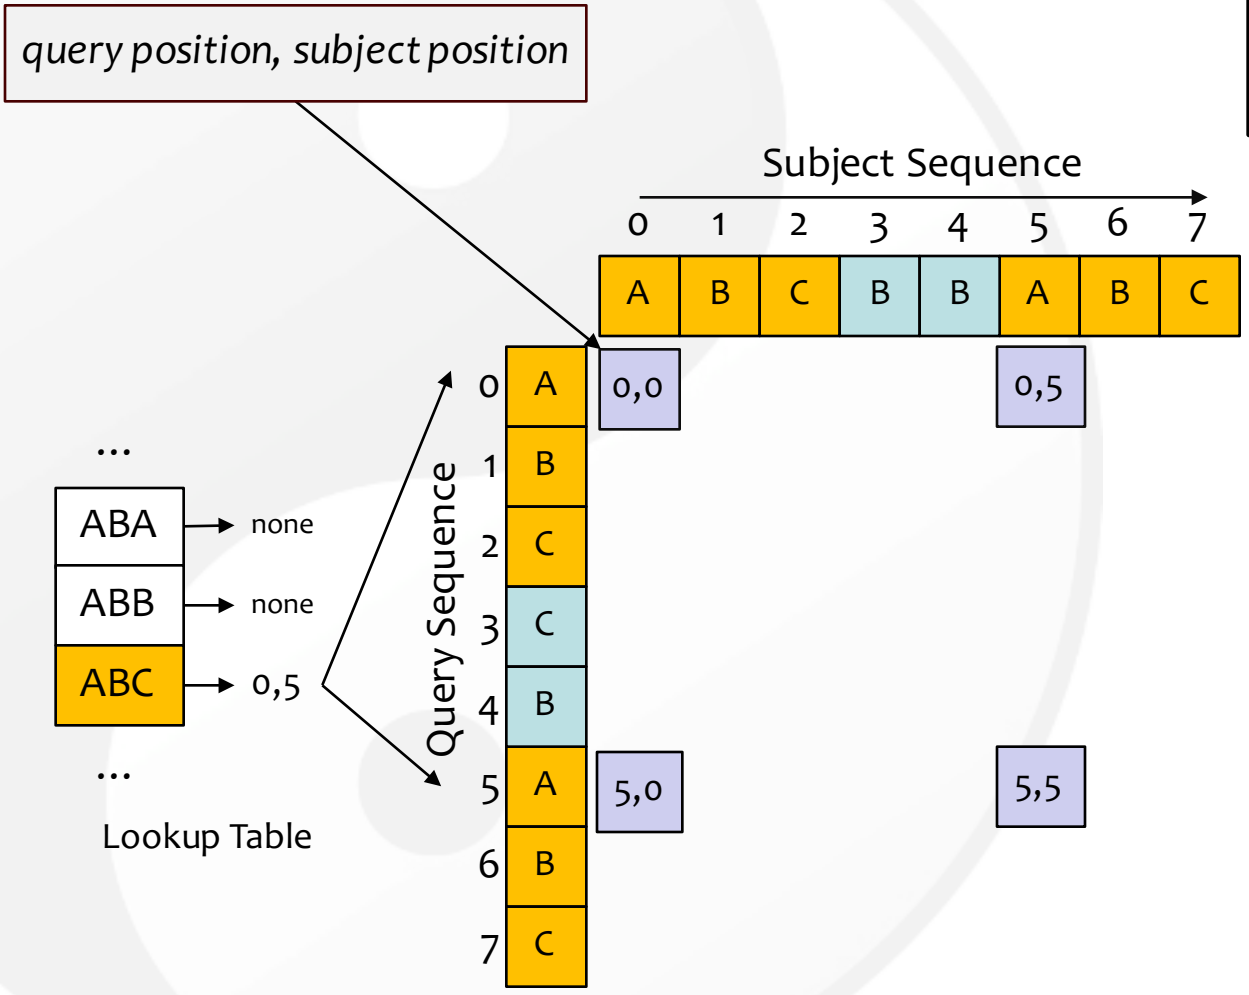 query position, subject position
Subject Sequence
0 1 2 3 4 5 6 7
A B C B B A B C
0 A 0,0 0,5
1 B
2 C
3 C
4 B
5 A 5,0 5,5
6 B
7 C
Query Sequence
...
ABA none
ABB none
ABC 0,5
...
Lookup Table